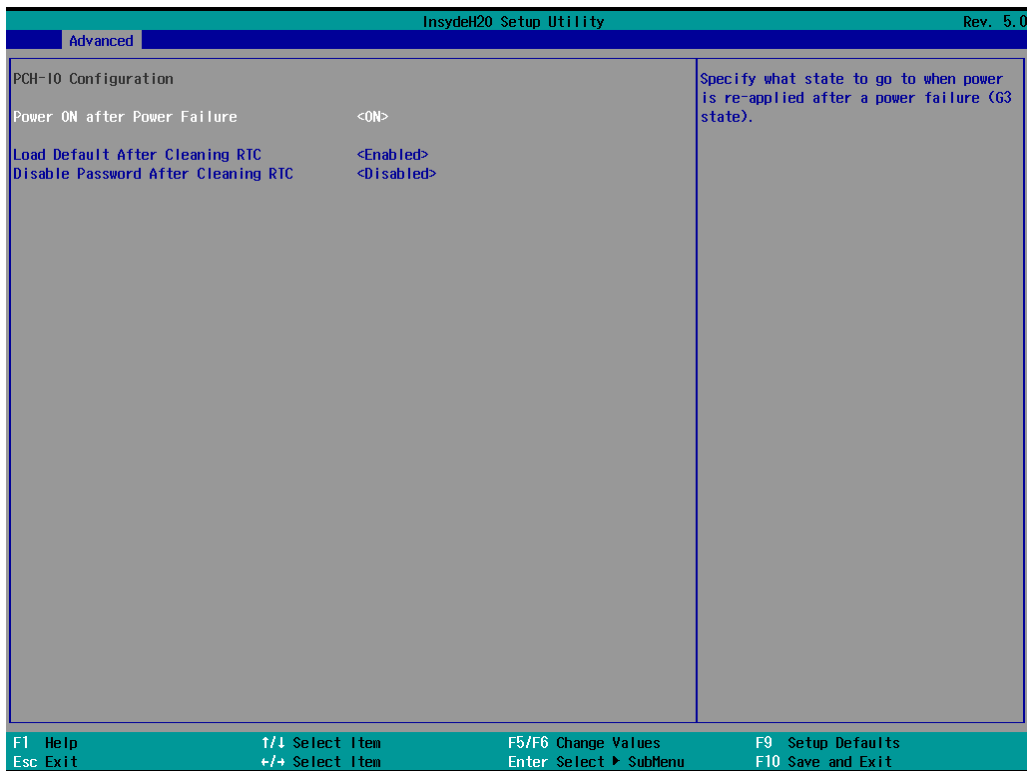 InsydeH20 Setup Utility Rev. 5.0
Advanced
PCH-IO Configuration
Power ON after Power Failure <ON>
Load Default After Cleaning RTC <Enabled>
Disable Password After Cleaning RTC <Disabled>
Specify what state to go to when power
is re-applied after a power failure (G3
state).
F1 Help ↑/↓ Select Item F5/F6 Change Values F9 Setup Defaults
Esc Exit ←/→ Select Item Enter Select ▶ SubMenu F10 Save and Exit